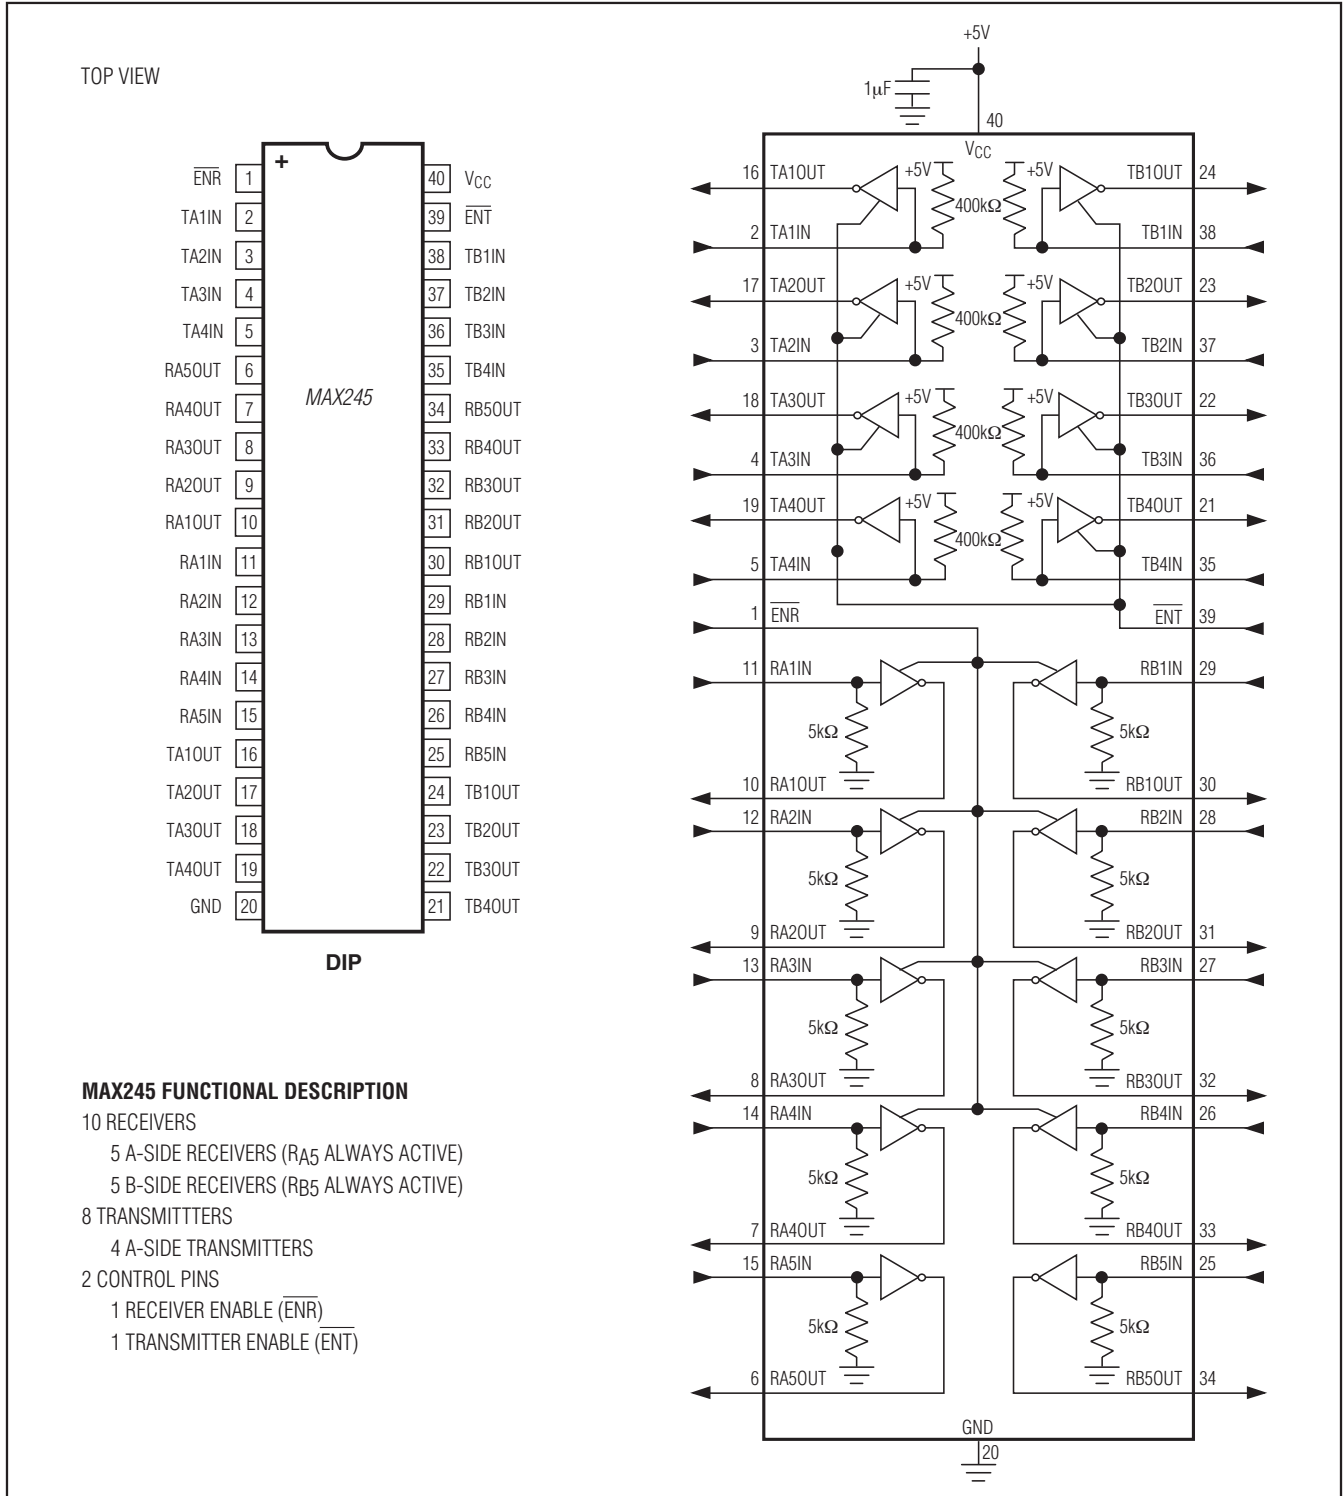 TOP VIEW
+
E̅N̅R̅ 1
TA1IN 2
TA2IN 3
TA3IN 4
TA4IN 5
RA5OUT 6
RA4OUT 7
RA3OUT 8
RA2OUT 9
RA1OUT 10
RA1IN 11
RA2IN 12
RA3IN 13
RA4IN 14
RA5IN 15
TA1OUT 16
TA2OUT 17
TA3OUT 18
TA4OUT 19
GND 20
MAX245
40 VCC
39 E̅N̅T̅
38 TB1IN
37 TB2IN
36 TB3IN
35 TB4IN
34 RB5OUT
33 RB4OUT
32 RB3OUT
31 RB2OUT
30 RB1OUT
29 RB1IN
28 RB2IN
27 RB3IN
26 RB4IN
25 RB5IN
24 TB1OUT
23 TB2OUT
22 TB3OUT
21 TB4OUT
DIP
MAX245 FUNCTIONAL DESCRIPTION
10 RECEIVERS
5 A-SIDE RECEIVERS (RA5 ALWAYS ACTIVE)
5 B-SIDE RECEIVERS (RB5 ALWAYS ACTIVE)
8 TRANSMITTTERS
4 A-SIDE TRANSMITTERS
2 CONTROL PINS
1 RECEIVER ENABLE (E̅N̅R̅)
1 TRANSMITTER ENABLE (E̅N̅T̅)
+5V
1µF
40
VCC
16 TA1OUT +5V +5V TB1OUT 24
400kΩ
2 TA1IN TB1IN 38
17 TA2OUT +5V +5V TB2OUT 23
400kΩ
3 TA2IN TB2IN 37
18 TA3OUT +5V +5V TB3OUT 22
400kΩ
4 TA3IN TB3IN 36
19 TA4OUT +5V +5V TB4OUT 21
400kΩ
5 TA4IN TB4IN 35
1 E̅N̅R̅ E̅N̅T̅ 39
11 RA1IN RB1IN 29
5kΩ 5kΩ
10 RA1OUT RB1OUT 30
12 RA2IN RB2IN 28
5kΩ 5kΩ
9 RA2OUT RB2OUT 31
13 RA3IN RB3IN 27
5kΩ 5kΩ
8 RA3OUT RB3OUT 32
14 RA4IN RB4IN 26
5kΩ 5kΩ
7 RA4OUT RB4OUT 33
15 RA5IN RB5IN 25
5kΩ 5kΩ
6 RA5OUT RB5OUT 34
GND
20